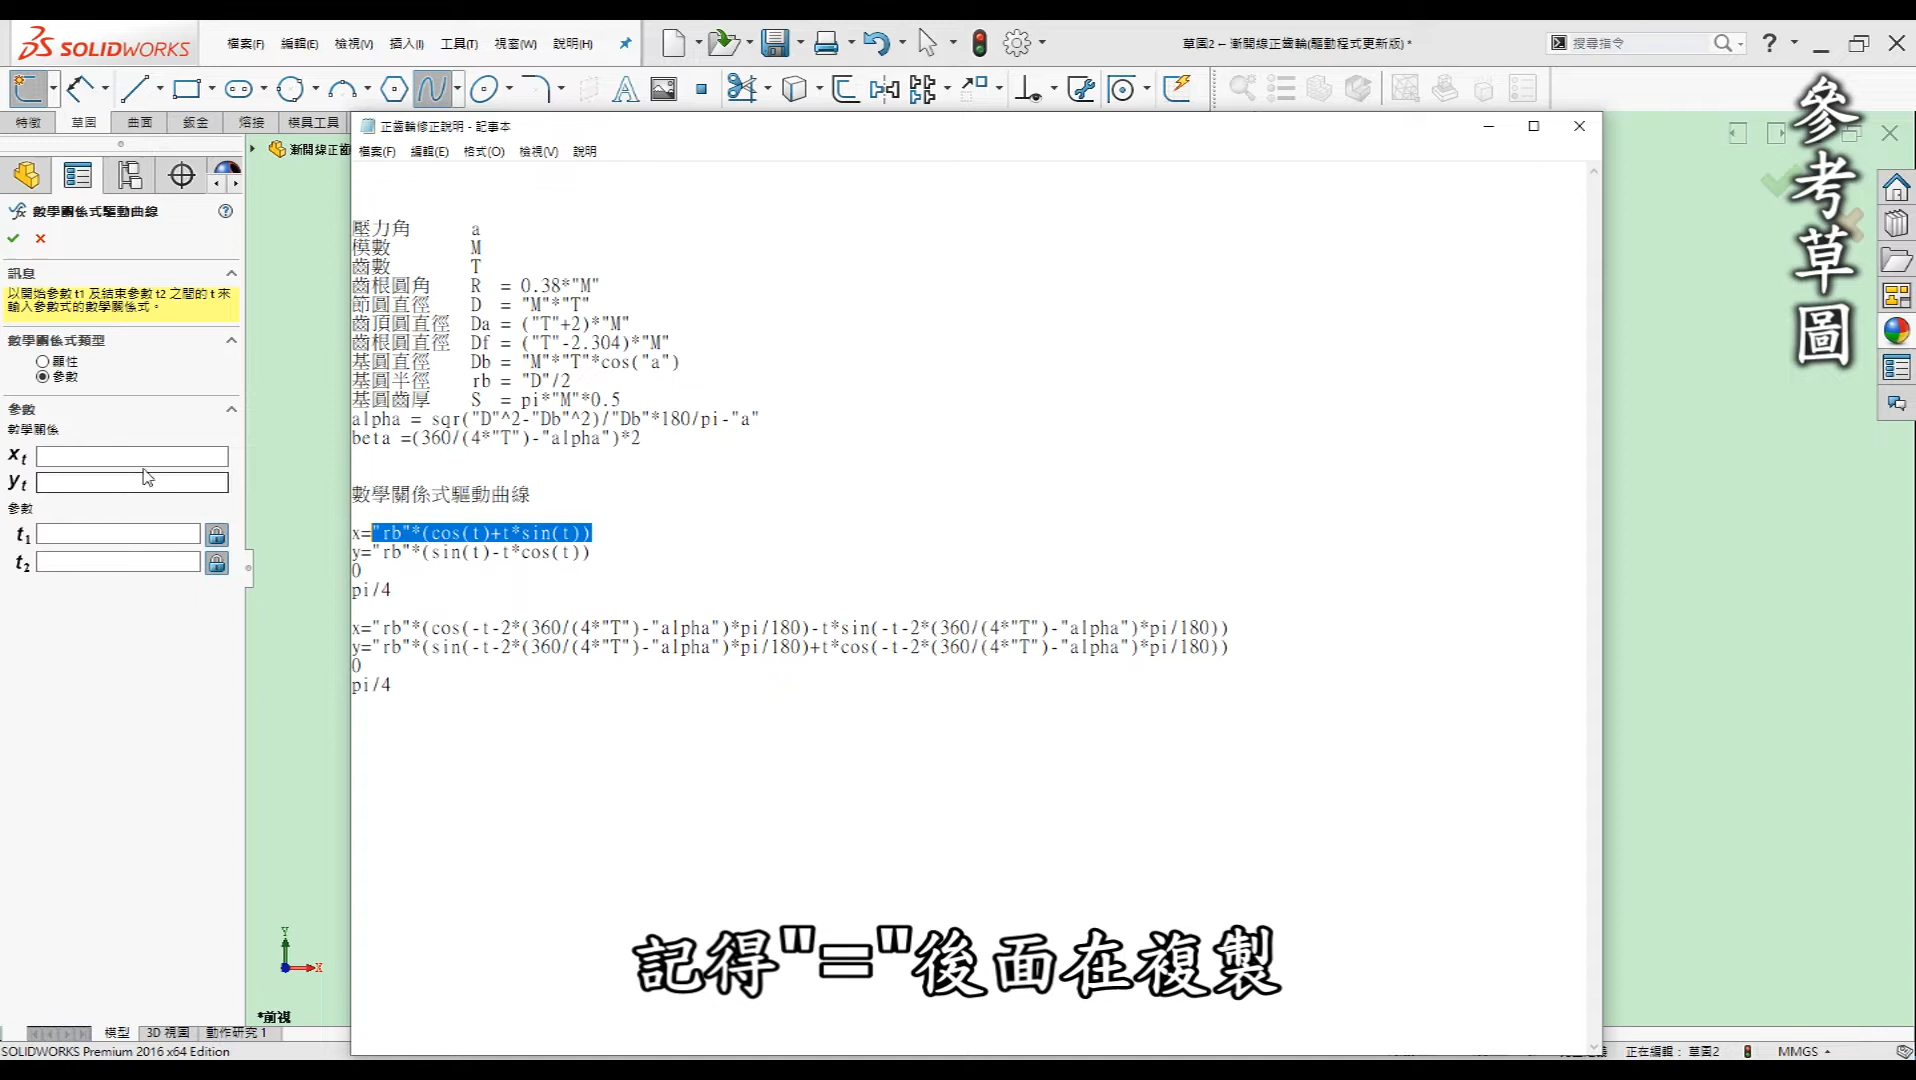 SOLIDWORKS
檔案(F) 編輯(E) 檢視(V) 插入(I) 工具(T) 視窗(W) 說明(H)
草圖2 – 漸開線正齒輪(驅動程式更新版) *
搜尋指令
特徵 草圖 曲面 鈑金 熔接 模具工具
參考草圖
正齒輪修正說明 - 記事本
檔案(F) 編輯(E) 格式(O) 檢視(V) 說明
漸開線正齒
數學關係式驅動曲線
訊息
以開始參數 t1 及結束參數 t2 之間的 t 來
輸入參數式的數學關係式。
數學關係式類型
顯性
參數
參數
數學關係
xt
yt
參數
t1
t2
壓力角 a
模數 M
齒數 T
齒根圓角 R = 0.38*"M"
節圓直徑 D = "M"*"T"
齒頂圓直徑 Da = ("T"+2)*"M"
齒根圓直徑 Df = ("T"-2.304)*"M"
基圓直徑 Db = "M"*"T"*cos("a")
基圓半徑 rb = "D"/2
基圓齒厚 S = pi*"M"*0.5
alpha = sqr("D"^2-"Db"^2)/"Db"*180/pi-"a"
beta =(360/(4*"T")-"alpha")*2
數學關係式驅動曲線
x="rb"*(cos(t)+t*sin(t))
y="rb"*(sin(t)-t*cos(t))
0
pi/4
x="rb"*(cos(-t-2*(360/(4*"T")-"alpha")*pi/180)-t*sin(-t-2*(360/(4*"T")-"alpha")*pi/180))
y="rb"*(sin(-t-2*(360/(4*"T")-"alpha")*pi/180)+t*cos(-t-2*(360/(4*"T")-"alpha")*pi/180))
0
pi/4
記得"="後面在複製
Y
X
*前視
模型 3D 視圖 動作研究 1
SOLIDWORKS Premium 2016 x64 Edition
正在編輯： 草圖2 MMGS